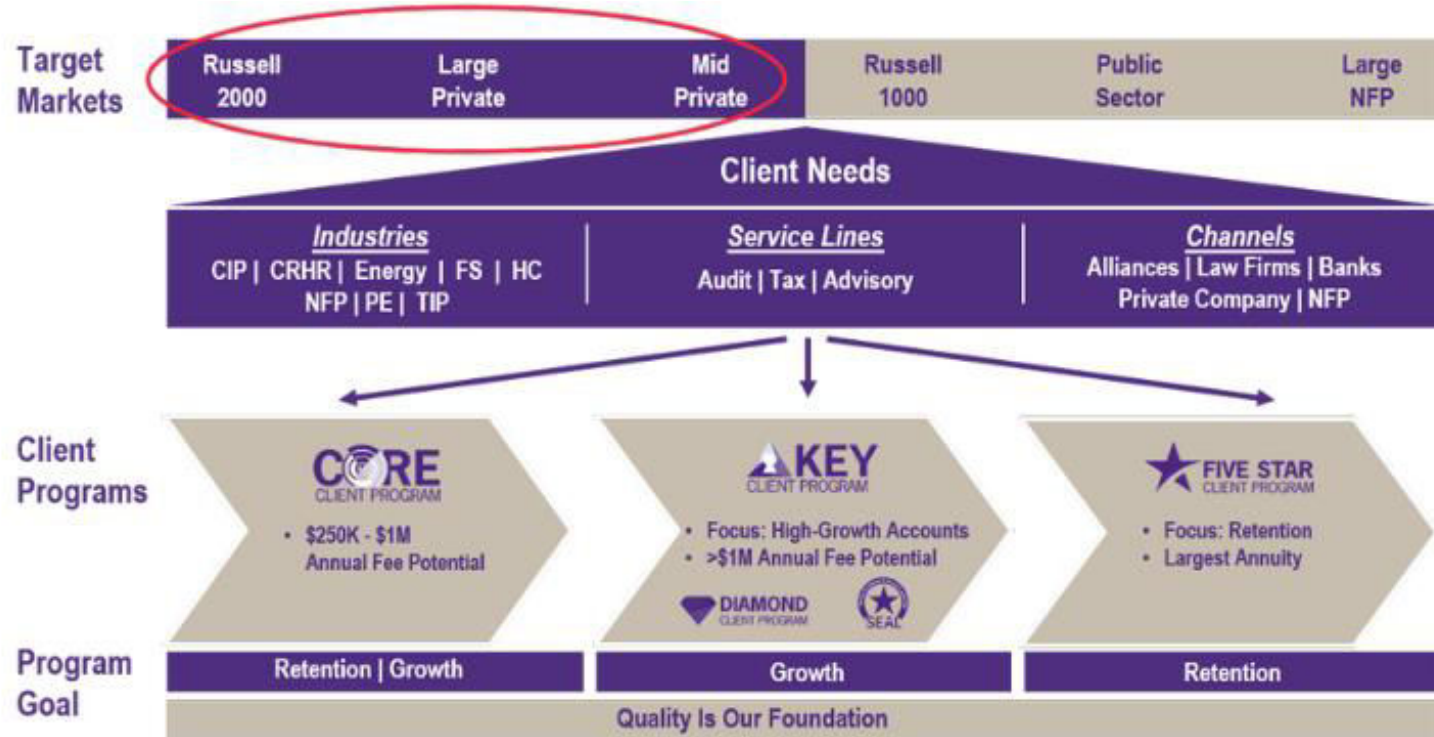 Target Markets
Russell 2000
Large Private
Mid Private
Russell 1000
Public Sector
Large NFP
Client Needs
Industries
CIP | CRHR | Energy | FS | HC
NFP | PE | TIP
Service Lines
Audit | Tax | Advisory
Channels
Alliances | Law Firms | Banks
Private Company | NFP
Client Programs
CORE
CLIENT PROGRAM
• $250K - $1M
Annual Fee Potential
KEY
CLIENT PROGRAM
• Focus: High-Growth Accounts
• >$1M Annual Fee Potential
DIAMOND
CLIENT PROGRAM
SEAL
FIVE STAR
CLIENT PROGRAM
• Focus: Retention
• Largest Annuity
Program Goal
Retention | Growth
Growth
Retention
Quality Is Our Foundation